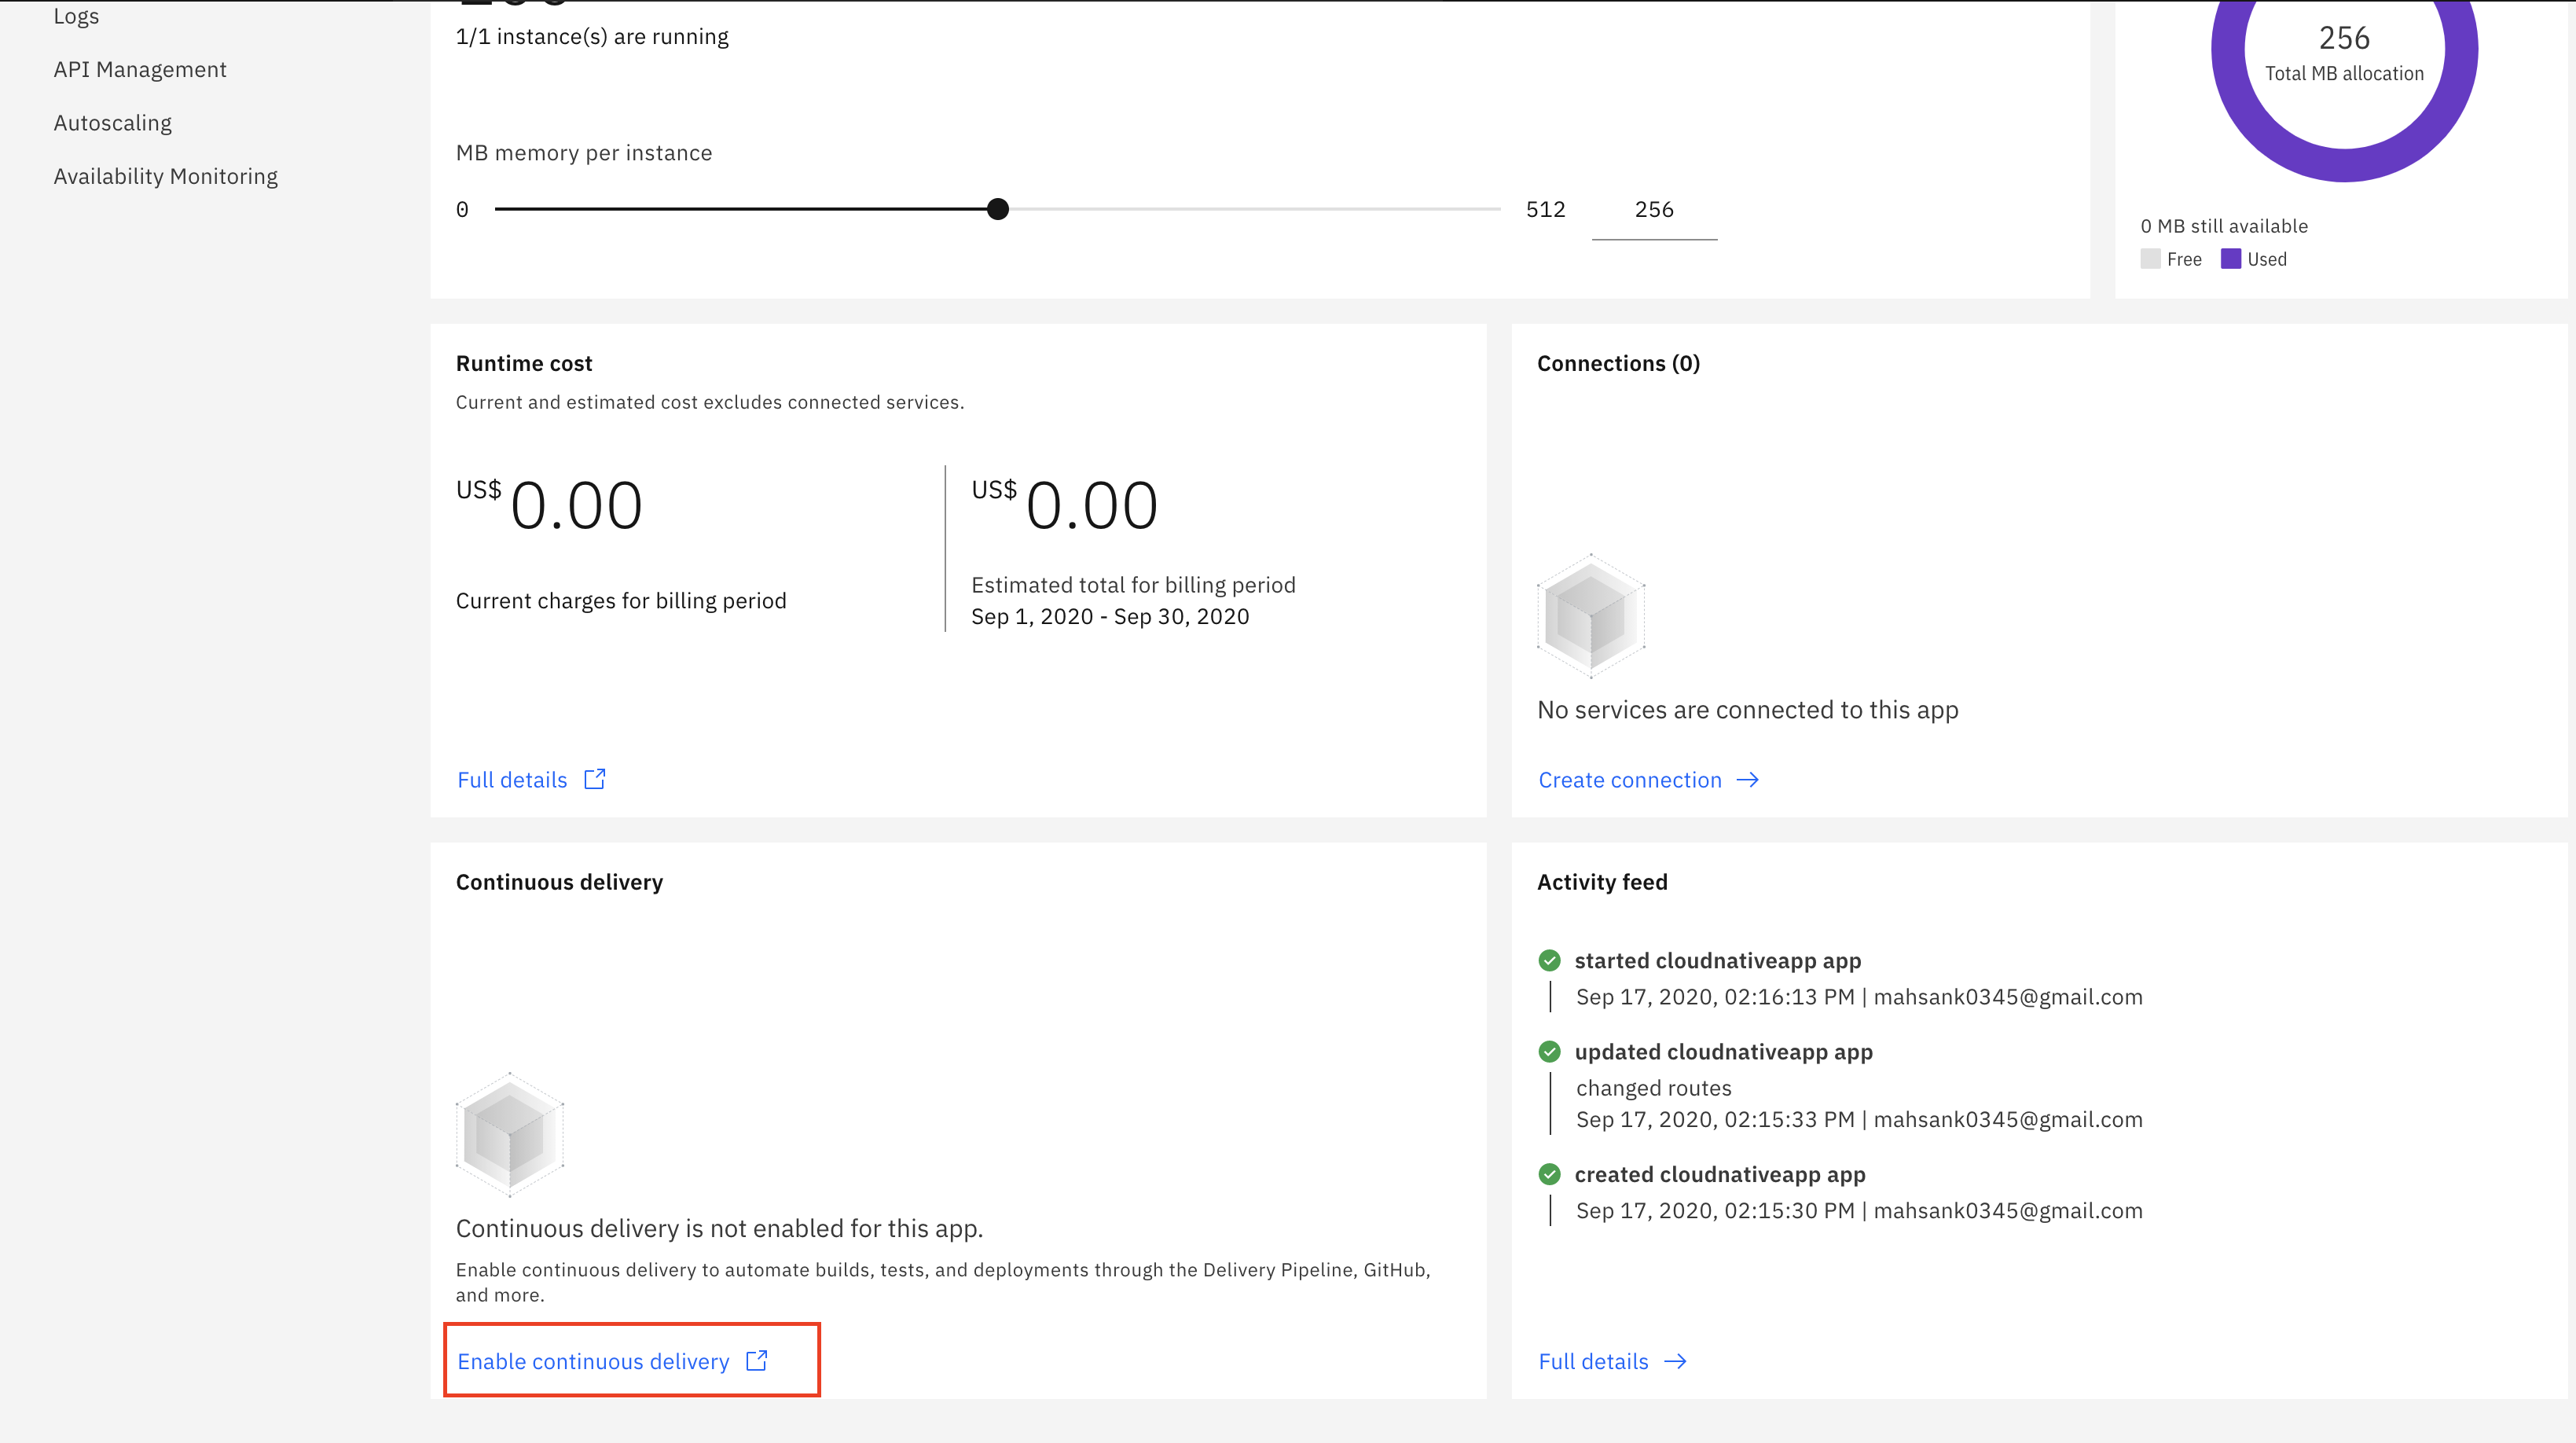 Logs
API Management
Autoscaling
Availability Monitoring
1/1 instance(s) are running
MB memory per instance
0
512
256
256
Total MB allocation
0 MB still available
Free
Used
Runtime cost
Current and estimated cost excludes connected services.
US$ 0.00
Current charges for billing period
US$ 0.00
Estimated total for billing period
Sep 1, 2020 - Sep 30, 2020
Full details
Connections (0)
No services are connected to this app
Create connection
Continuous delivery
Continuous delivery is not enabled for this app.
Enable continuous delivery to automate builds, tests, and deployments through the Delivery Pipeline, GitHub,
and more.
Enable continuous delivery
Activity feed
started cloudnativeapp app
Sep 17, 2020, 02:16:13 PM | mahsank0345@gmail.com
updated cloudnativeapp app
changed routes
Sep 17, 2020, 02:15:33 PM | mahsank0345@gmail.com
created cloudnativeapp app
Sep 17, 2020, 02:15:30 PM | mahsank0345@gmail.com
Full details